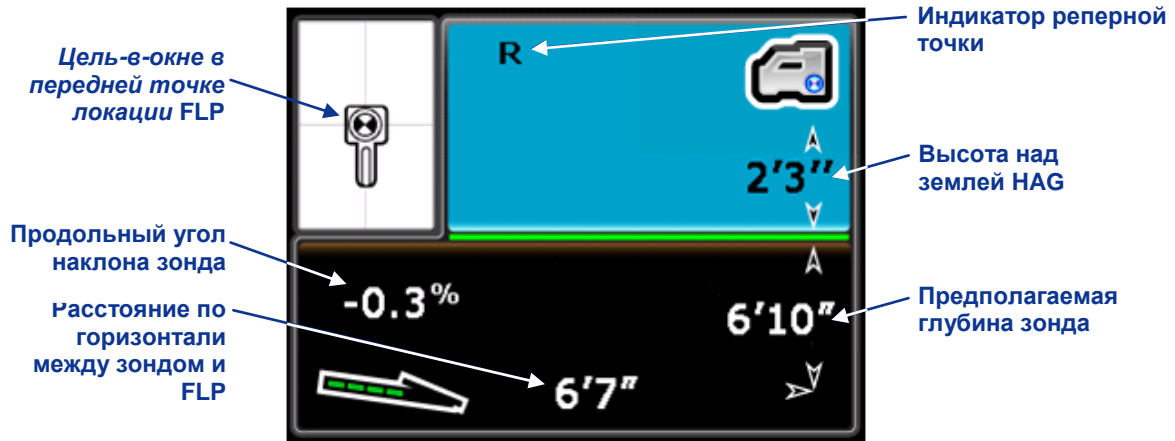 Цель-в-окне в
передней точке
локации FLP
Продольный угол
наклона зонда
Расстояние по
горизонтали
между зондом и
FLP
R
2'3''
-0.3%
6'10"
6'7"
Индикатор реперной
точки
Высота над
землей HAG
Предполагаемая
глубина зонда